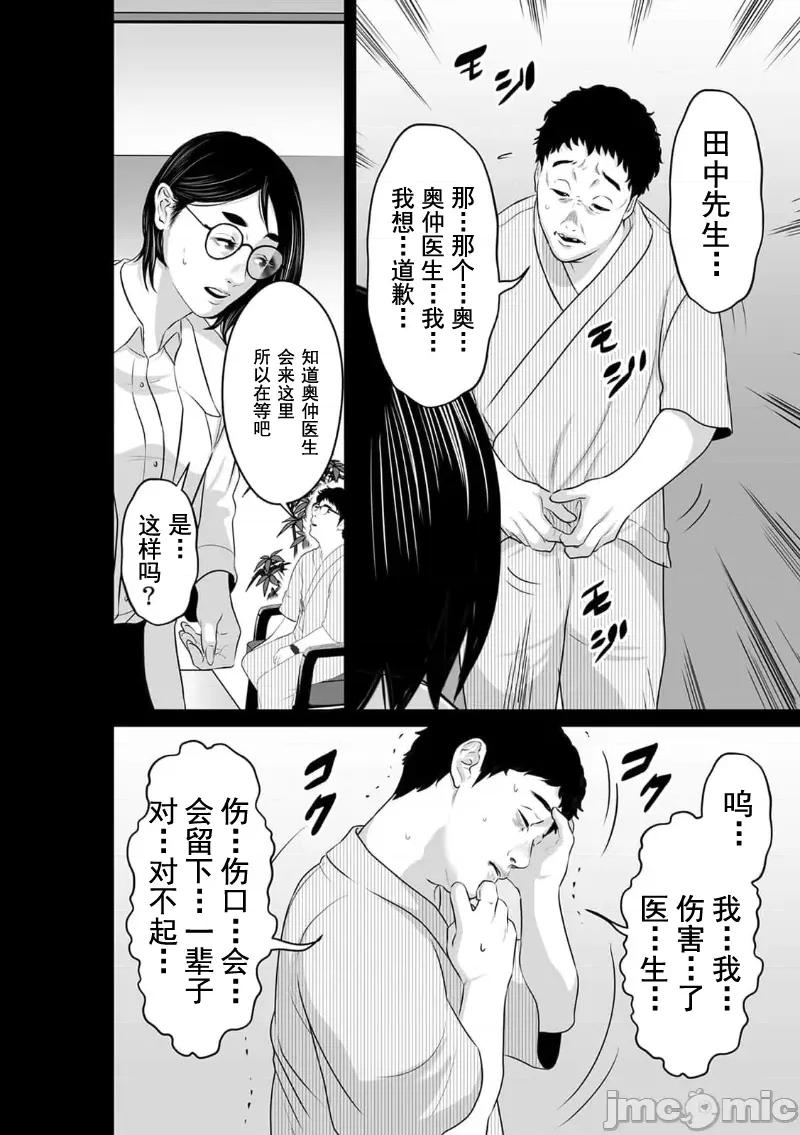 田中先生…
那…那个…奥…
奥仲医生…我…
我想…道歉…
モジ
モジ
モジ
モジ
知道奥仲医生
会来这里
所以在等吧
是…
这样吗？
呜…
我…我…
伤害…了
医…生…
コク
コク
伤…伤口…会…
会留下…一辈子
对…对不起…
jmcomic